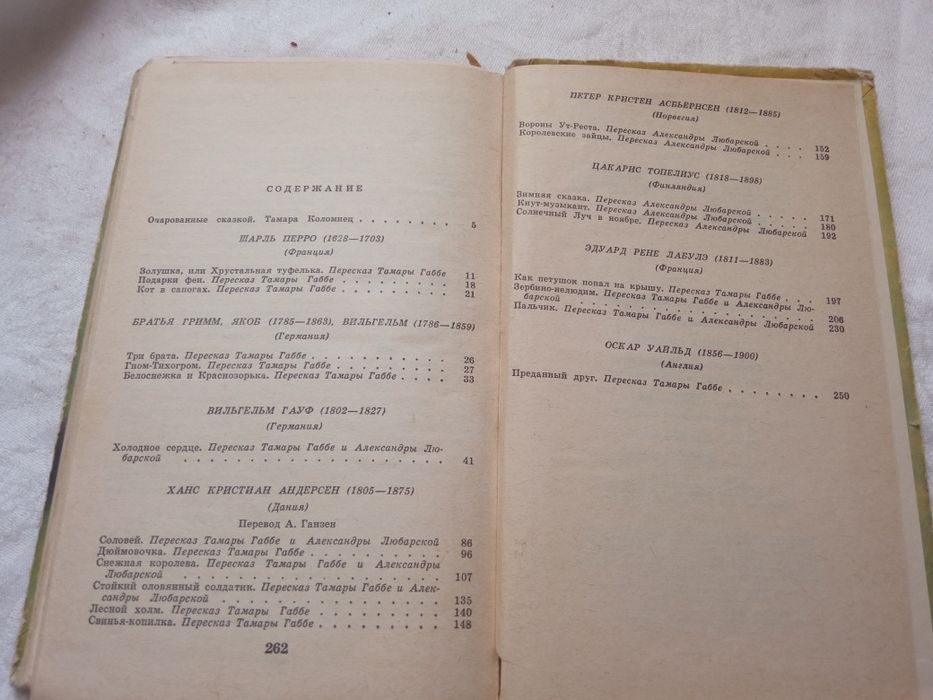 СОДЕРЖАНИЕ
Очарованные сказкой. Тамара Коломнец . . . . . . . . 5
ШАРЛЬ ПЕРРО (1628—1703)
(Франция)
Золушка, или Хрустальная туфелька. Пересказ Тамары Габбе 11
Подарки феи. Пересказ Тамары Габбе . . . . . . . . . 18
Кот в сапогах. Пересказ Тамары Габбе . . . . . . . . . 21
БРАТЬЯ ГРИММ, ЯКОБ (1785—1863), ВИЛЬГЕЛЬМ (1786—1859)
(Германия)
Три брата. Пересказ Тамары Габбе . . . . . . . . . . . 26
Гном-Тихогром. Пересказ Тамары Габбе . . . . . . . . . 27
Белоснежка и Краснозорька. Пересказ Тамары Габбе . . . . 33
ВИЛЬГЕЛЬМ ГАУФ (1802—1827)
(Германия)
Холодное сердце. Пересказ Тамары Габбе и Александры Лю-
барской . . . . . . . . . . . . . . . . . . . 41
ХАНС КРИСТИАН АНДЕРСЕН (1805—1875)
(Дания)
Перевод А. Ганзен
Соловей. Пересказ Тамары Габбе и Александры Любарской 86
Дюймовочка. Пересказ Тамары Габбе . . . . . . . . . . 96
Снежная королева. Пересказ Тамары Габбе и Александры
Любарской . . . . . . . . . . . . . . . . . . 107
Стойкий оловянный солдатик. Пересказ Тамары Габбе и Алек-
сандры Любарской . . . . . . . . . . . . . . . . 135
Лесной холм. Пересказ Тамары Габбе . . . . . . . . . . 140
Свинья-копилка. Пересказ Тамары Габбе . . . . . . . . . 148
262
ПЕТЕР КРИСТЕН АСБЬЕРНСЕН (1812—1885)
(Норвегия)
Вороны Ут-Реста. Пересказ Александры Любарской . . . . 152
Королевские зайцы. Пересказ Александры Любарской . . . 159
ЦАКАРИС ТОПЕЛИУС (1818—1898)
(Финляндия)
Зимняя сказка. Пересказ Александры Любарской . . . . . 171
Кнут-музыкант. Пересказ Александры Любарской . . . . . 180
Солнечный Луч в ноябре. Пересказ Александры Любарской 192
ЭДУАРД РЕНЕ ЛАБУЛЭ (1811—1883)
(Франция)
Как петушок попал на крышу. Пересказ Тамары Габбе . . . 197
Зербино-нелюдим. Пересказ Тамары Габбе и Александры Лю-
барской . . . . . . . . . . . . . . . . . . . 206
Пальчик. Пересказ Тамары Габбе и Александры Любарской 230
ОСКАР УАЙЛЬД (1856—1900)
(Англия)
Преданный друг. Пересказ Тамары Габбе . . . . . . . . 250